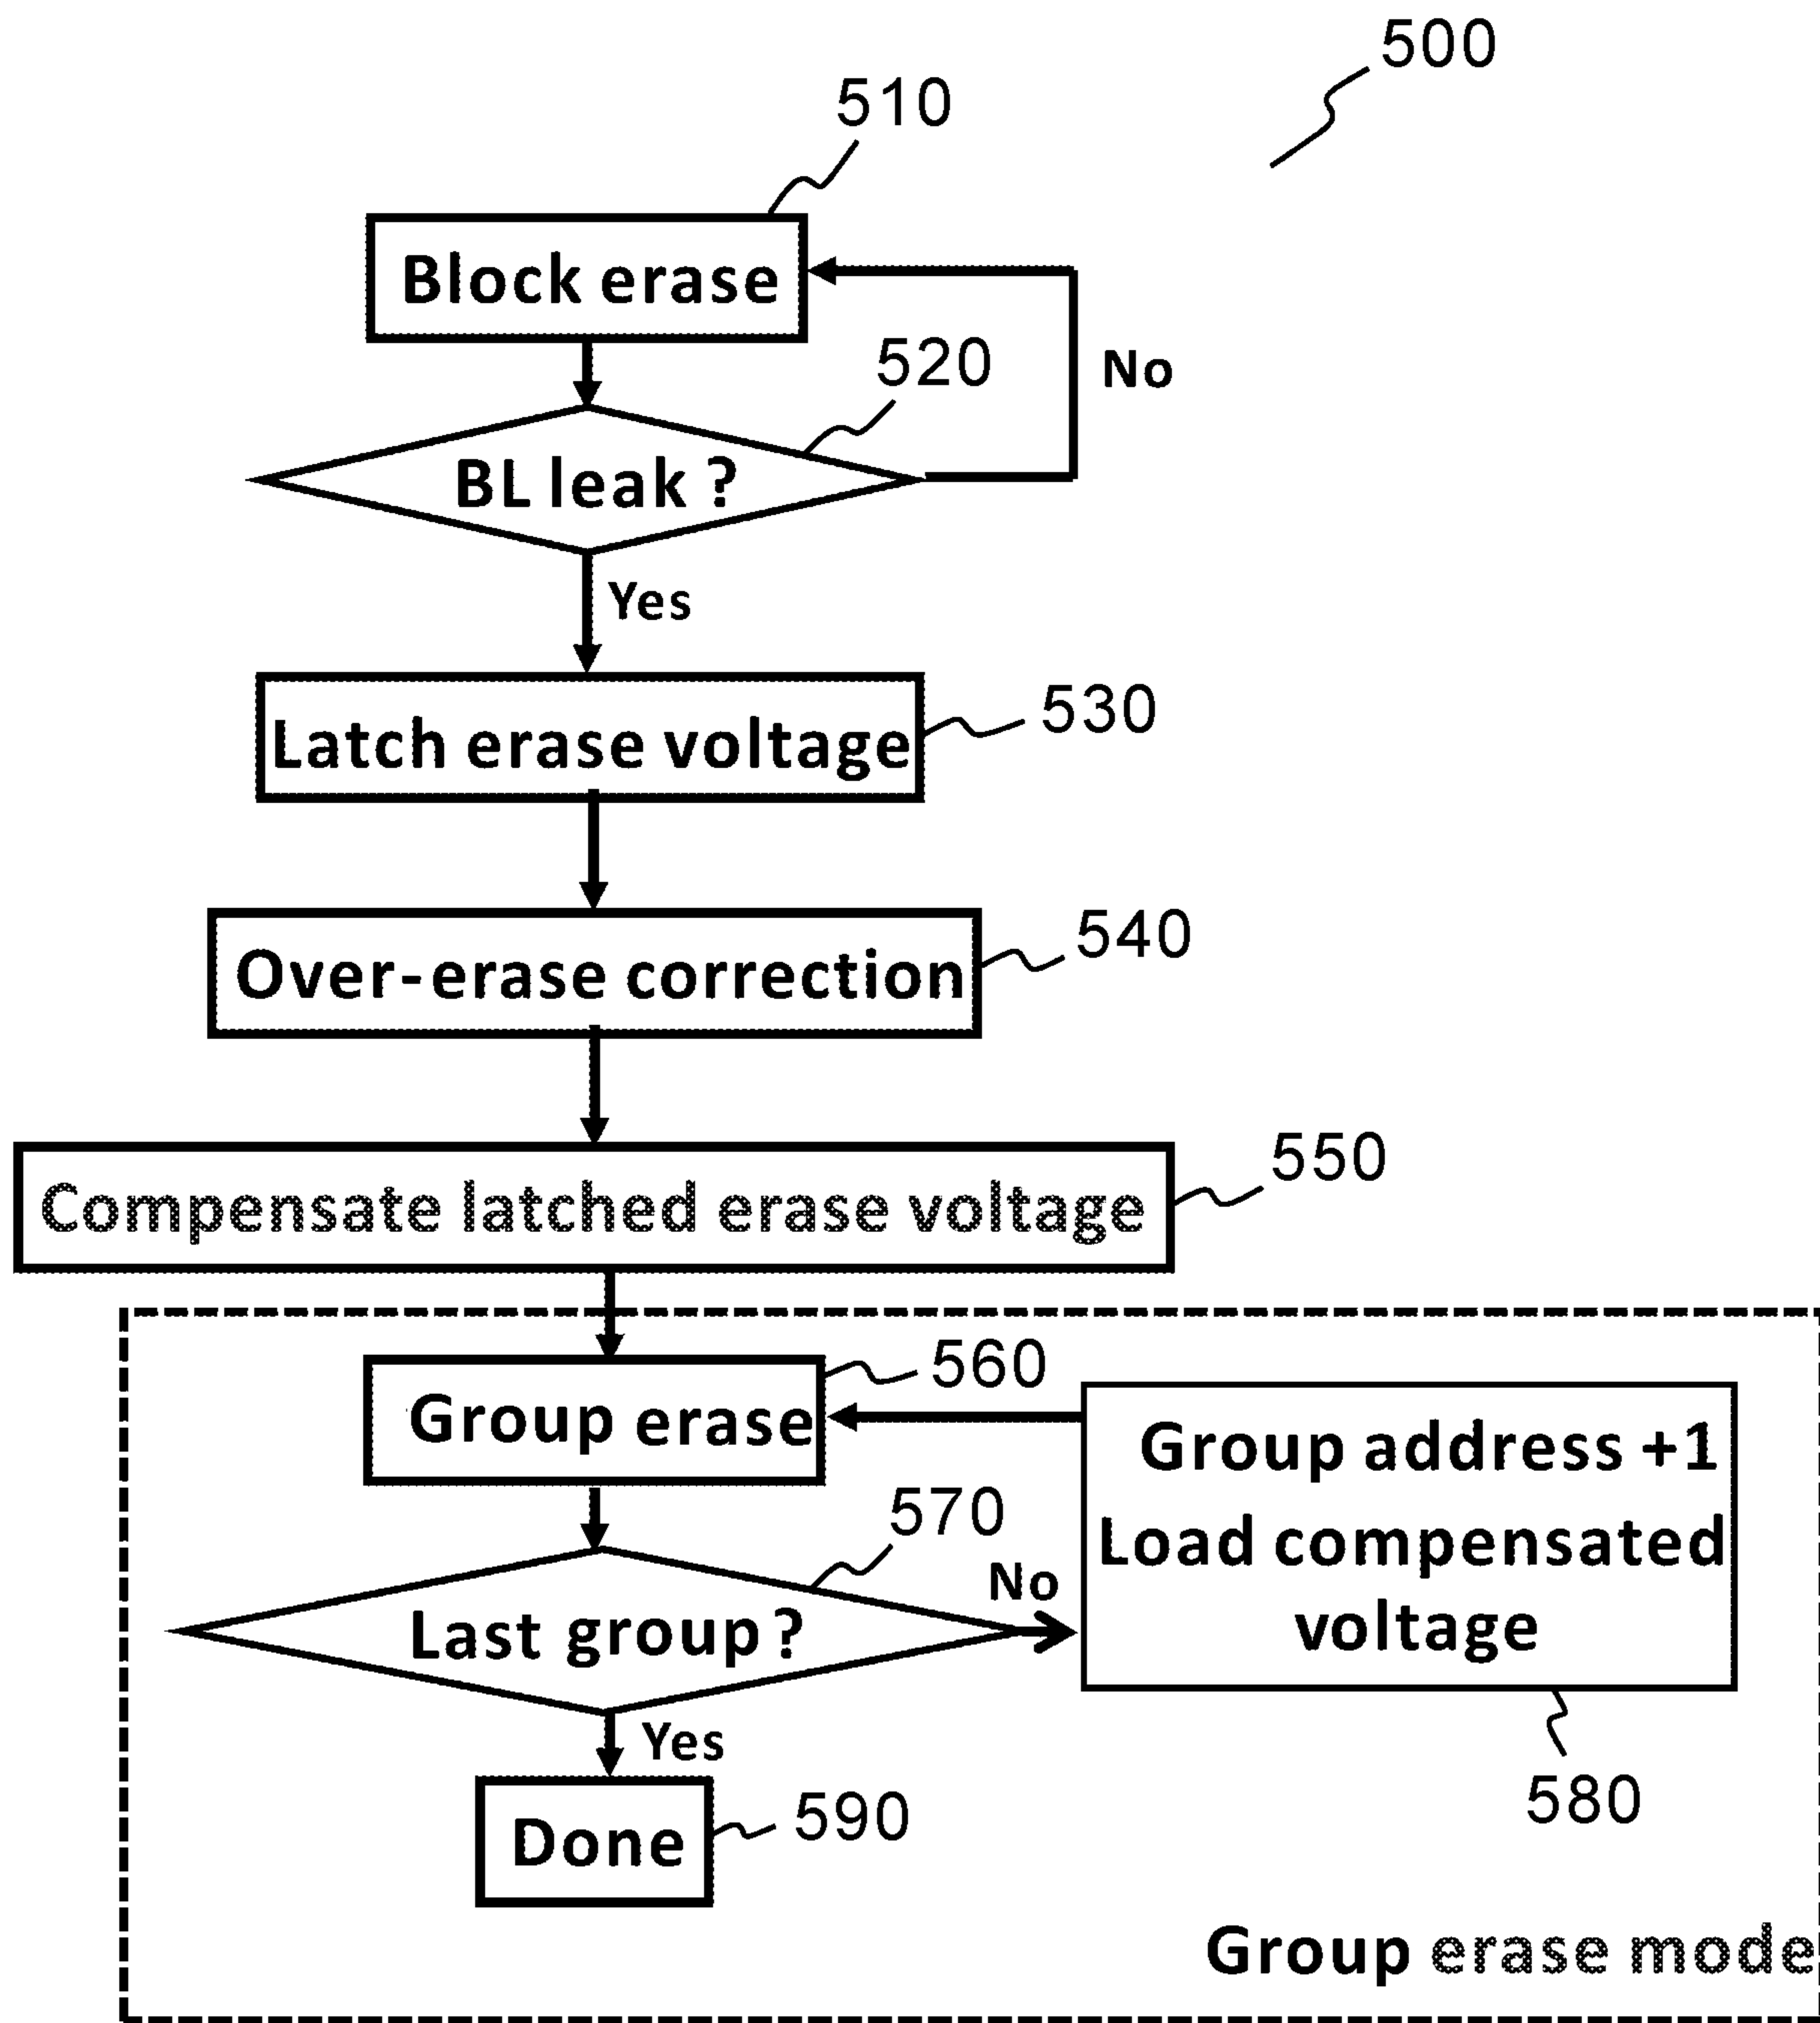 500
510
Block erase
520
No
BL leak ?
Yes
530
Latch erase voltage
540
Over-erase correction
550
Compensate latched erase voltage
560
Group erase
Group address +1
Load compensated
voltage
570
No
Last group ?
580
Yes
590
Done
Group erase mode